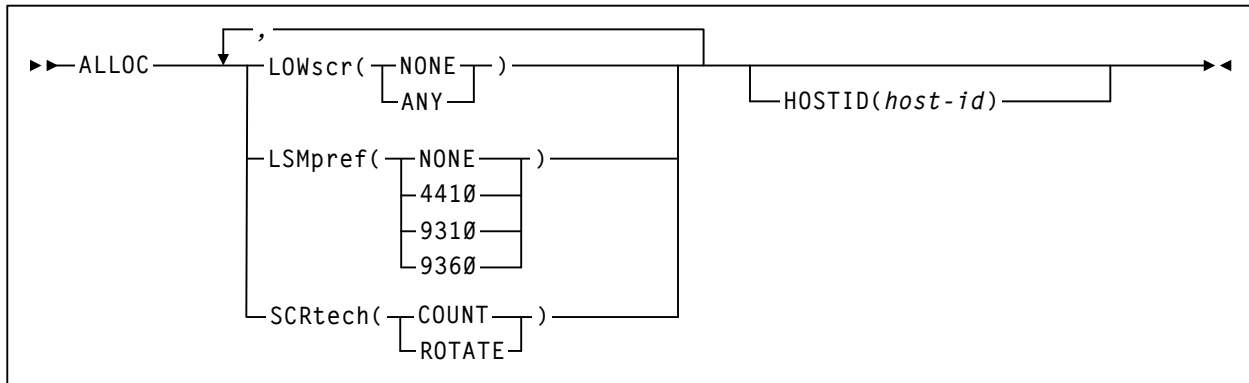 ,
ALLOC LOWscr( NONE )
ANY
HOSTID(host-id)
LSMpref( NONE )
4410
9310
9360
SCRtech( COUNT )
ROTATE